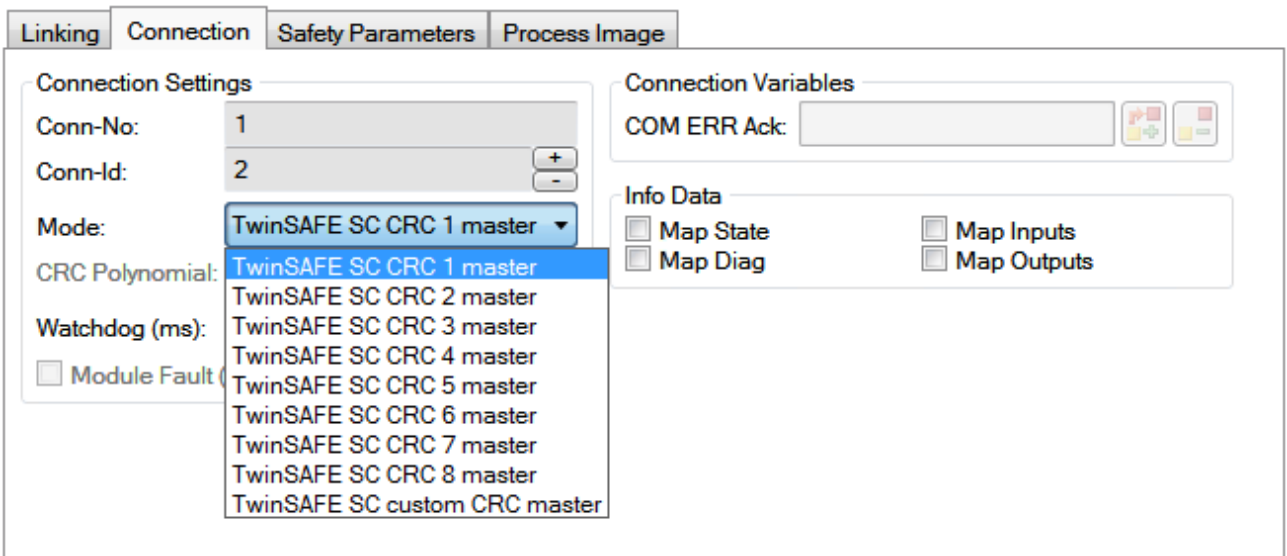 Linking Connection Safety Parameters Process Image
Connection Settings
Conn-No: 1
Conn-Id: 2
+
-
Mode: TwinSAFE SC CRC 1 master
CRC Polynomial:
Watchdog (ms):
Module Fault (
TwinSAFE SC CRC 1 master
TwinSAFE SC CRC 2 master
TwinSAFE SC CRC 3 master
TwinSAFE SC CRC 4 master
TwinSAFE SC CRC 5 master
TwinSAFE SC CRC 6 master
TwinSAFE SC CRC 7 master
TwinSAFE SC CRC 8 master
TwinSAFE SC custom CRC master
Connection Variables
COM ERR Ack:
Info Data
Map State Map Inputs
Map Diag Map Outputs